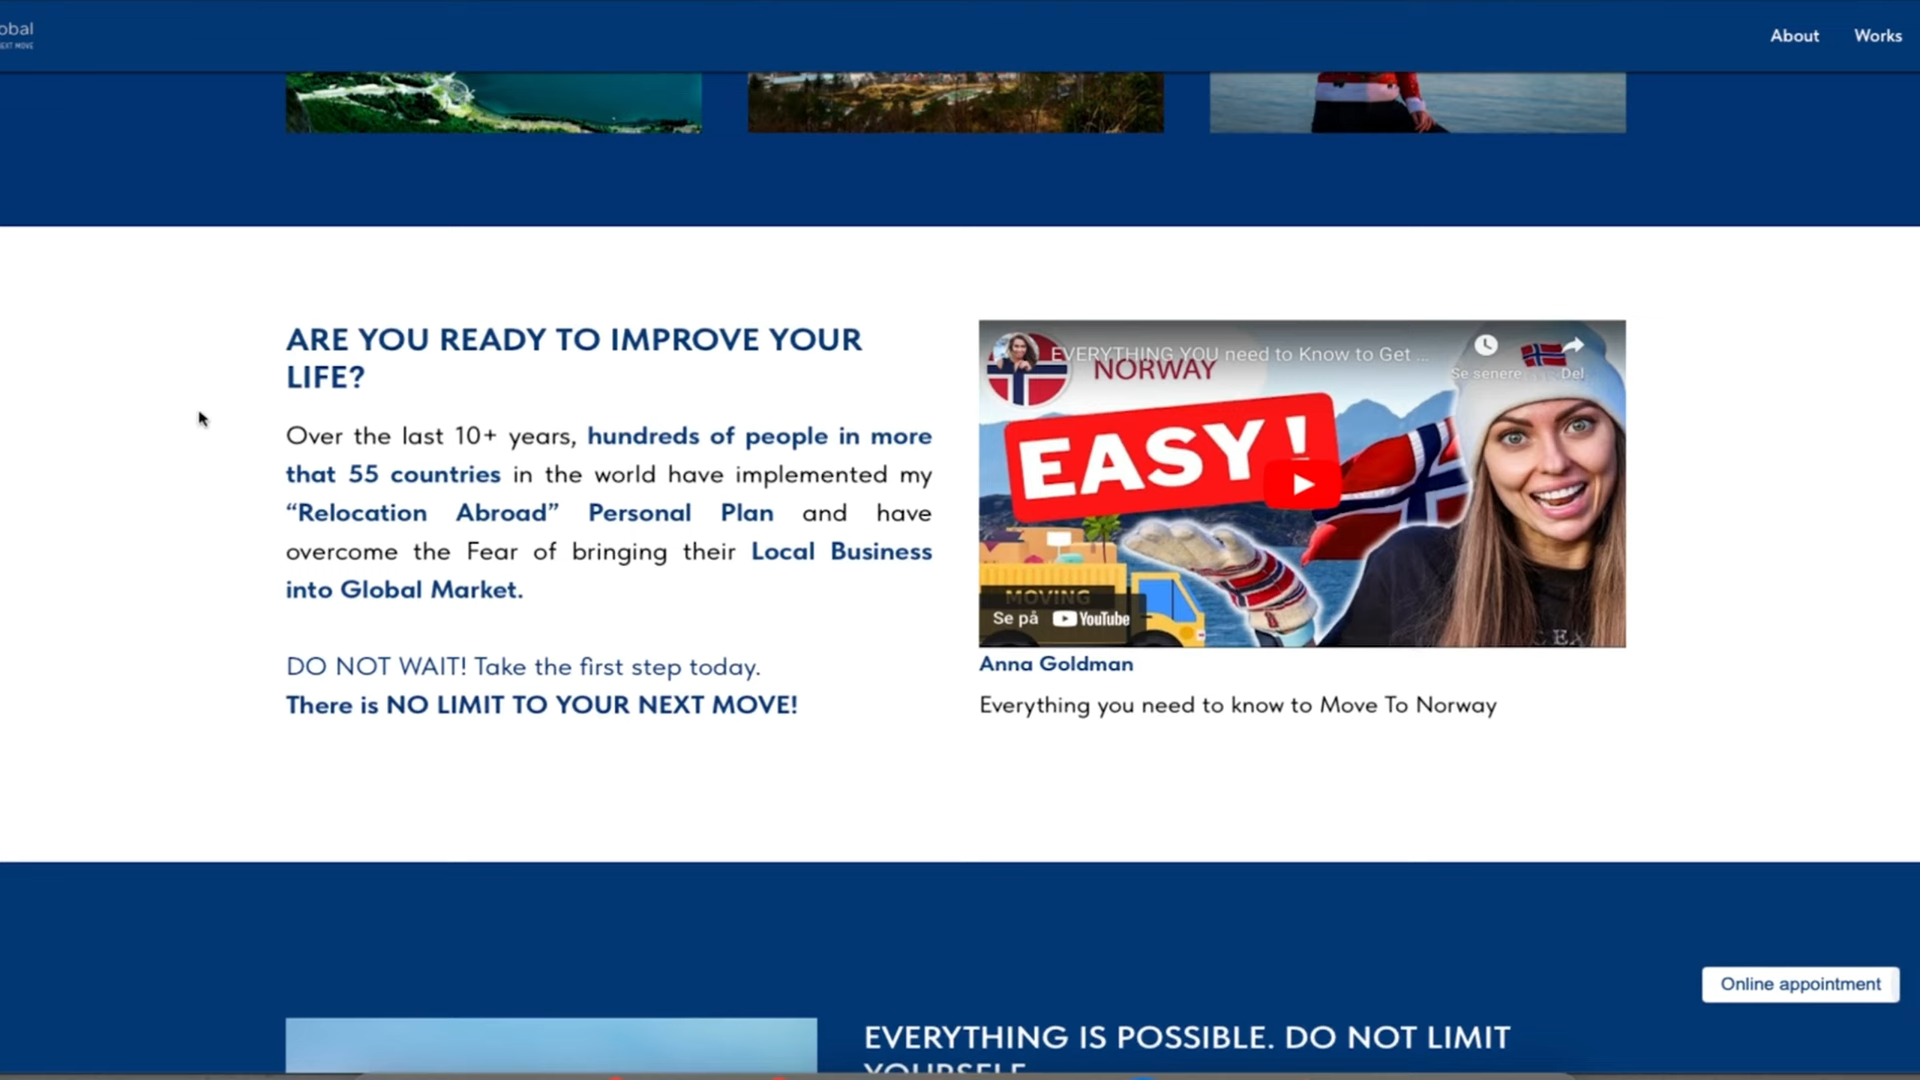 obal
EXT MOVE
About
Works
ARE YOU READY TO IMPROVE YOUR
LIFE?
Over the last 10+ years, hundreds of people in more
that 55 countries in the world have implemented my
“Relocation Abroad” Personal Plan and have
overcome the Fear of bringing their Local Business
into Global Market.
DO NOT WAIT! Take the first step today.
There is NO LIMIT TO YOUR NEXT MOVE!
EVERYTHING YOU need to Know to Get ...
Se senere
Del
NORWAY
EASY!
MOVING
Se på YouTube
Anna Goldman
Everything you need to know to Move To Norway
Online appointment
EVERYTHING IS POSSIBLE. DO NOT LIMIT
YOURSELF